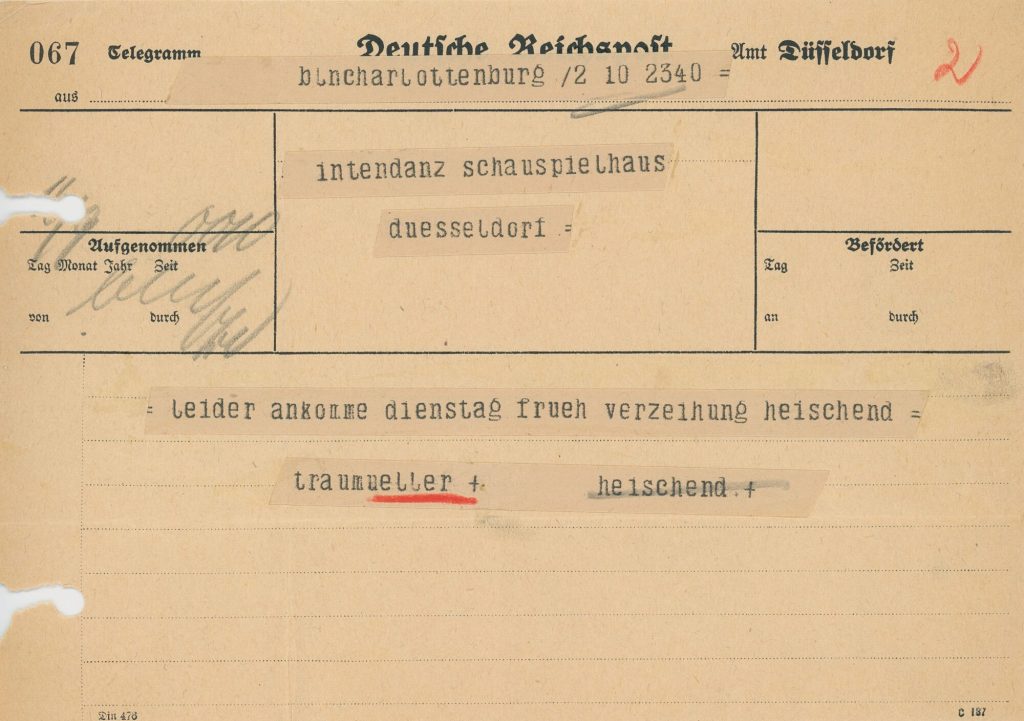 067 Telegramm Deutsche Reichspost Amt Düsseldorf 2
aus blncharlottenburg /2 10 2340 =
intendanz schauspielhaus
duesseldorf =
Aufgenommen
Tag Monat Jahr Zeit
von durch
Befördert
Tag Zeit
an durch
= leider ankomme dienstag frueh verzeihung heischend =
traumueller + heischend.+
Din 476
C 187